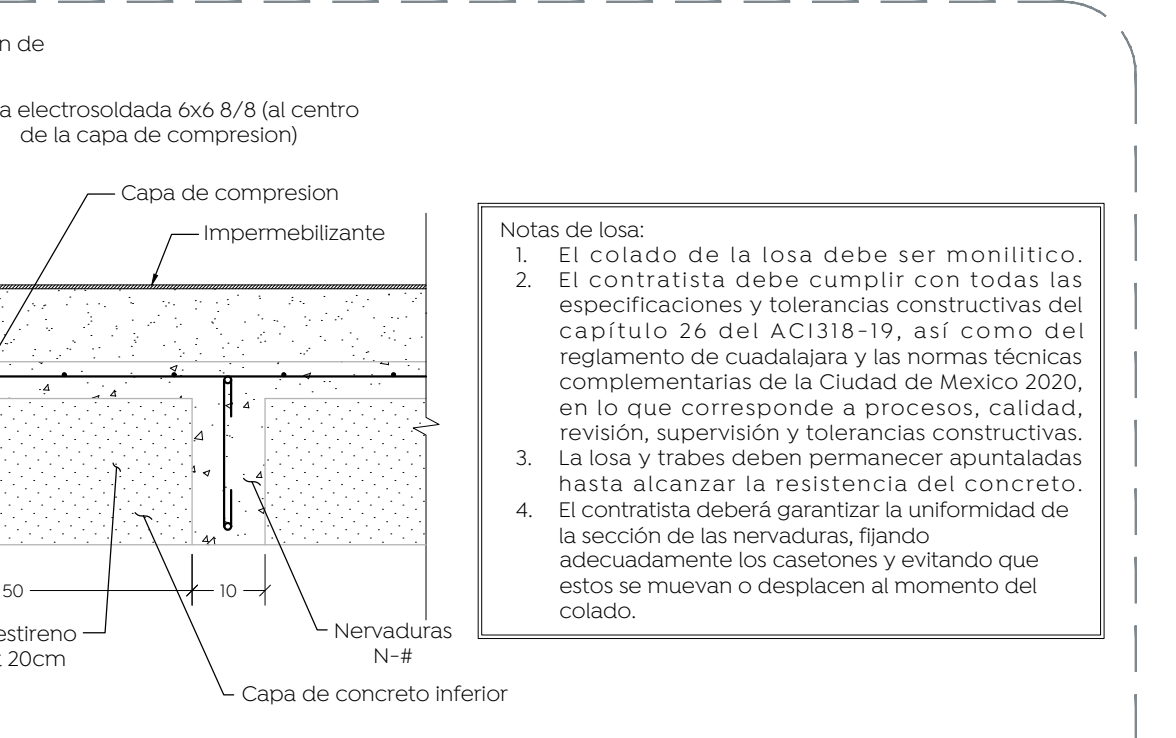 n de
a electrosoldada 6x6 8/8 (al centro
de la capa de compresion)
Capa de compresion
Impermebilizante
50
10
estireno
20cm
Nervaduras
N-#
Capa de concreto inferior
Notas de losa:
1. El colado de la losa debe ser monilitico.
2. El contratista debe cumplir con todas las
especificaciones y tolerancias constructivas del
capítulo 26 del ACI318-19, así como del
reglamento de cuadalajara y las normas técnicas
complementarias de la Ciudad de Mexico 2020,
en lo que corresponde a procesos, calidad,
revisión, supervisión y tolerancias constructivas.
3. La losa y trabes deben permanecer apuntaladas
hasta alcanzar la resistencia del concreto.
4. El contratista deberá garantizar la uniformidad de
la sección de las nervaduras, fijando
adecuadamente los casetones y evitando que
estos se muevan o desplacen al momento del
colado.